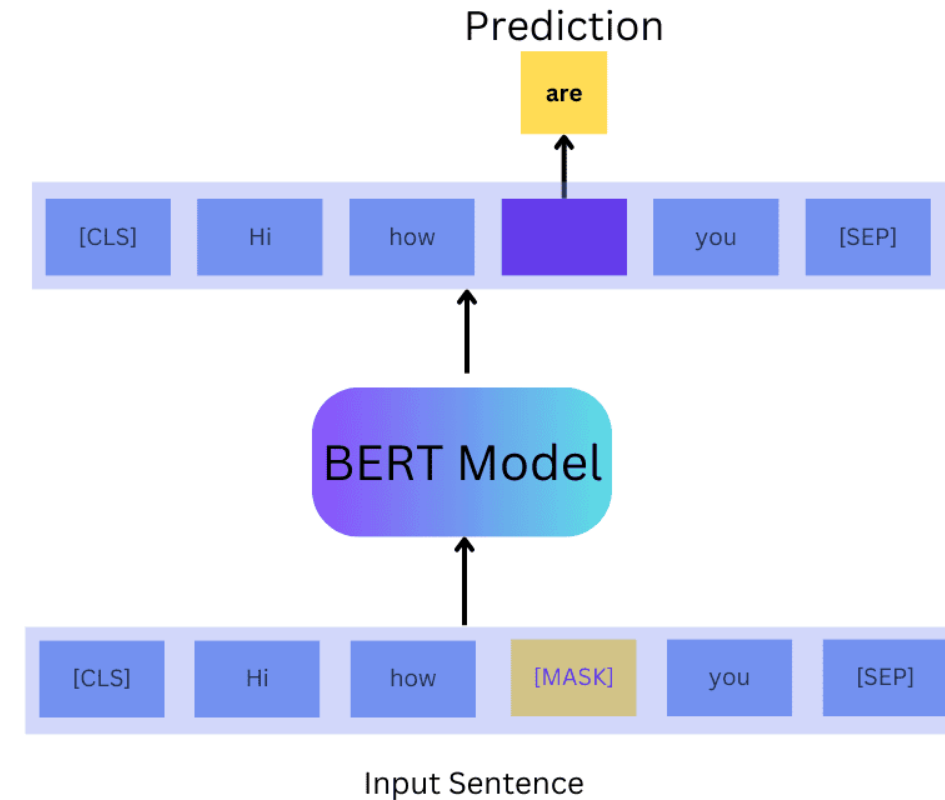 Prediction
are
[CLS] Hi how you [SEP]
BERT Model
[CLS] Hi how [MASK] you [SEP]
Input Sentence